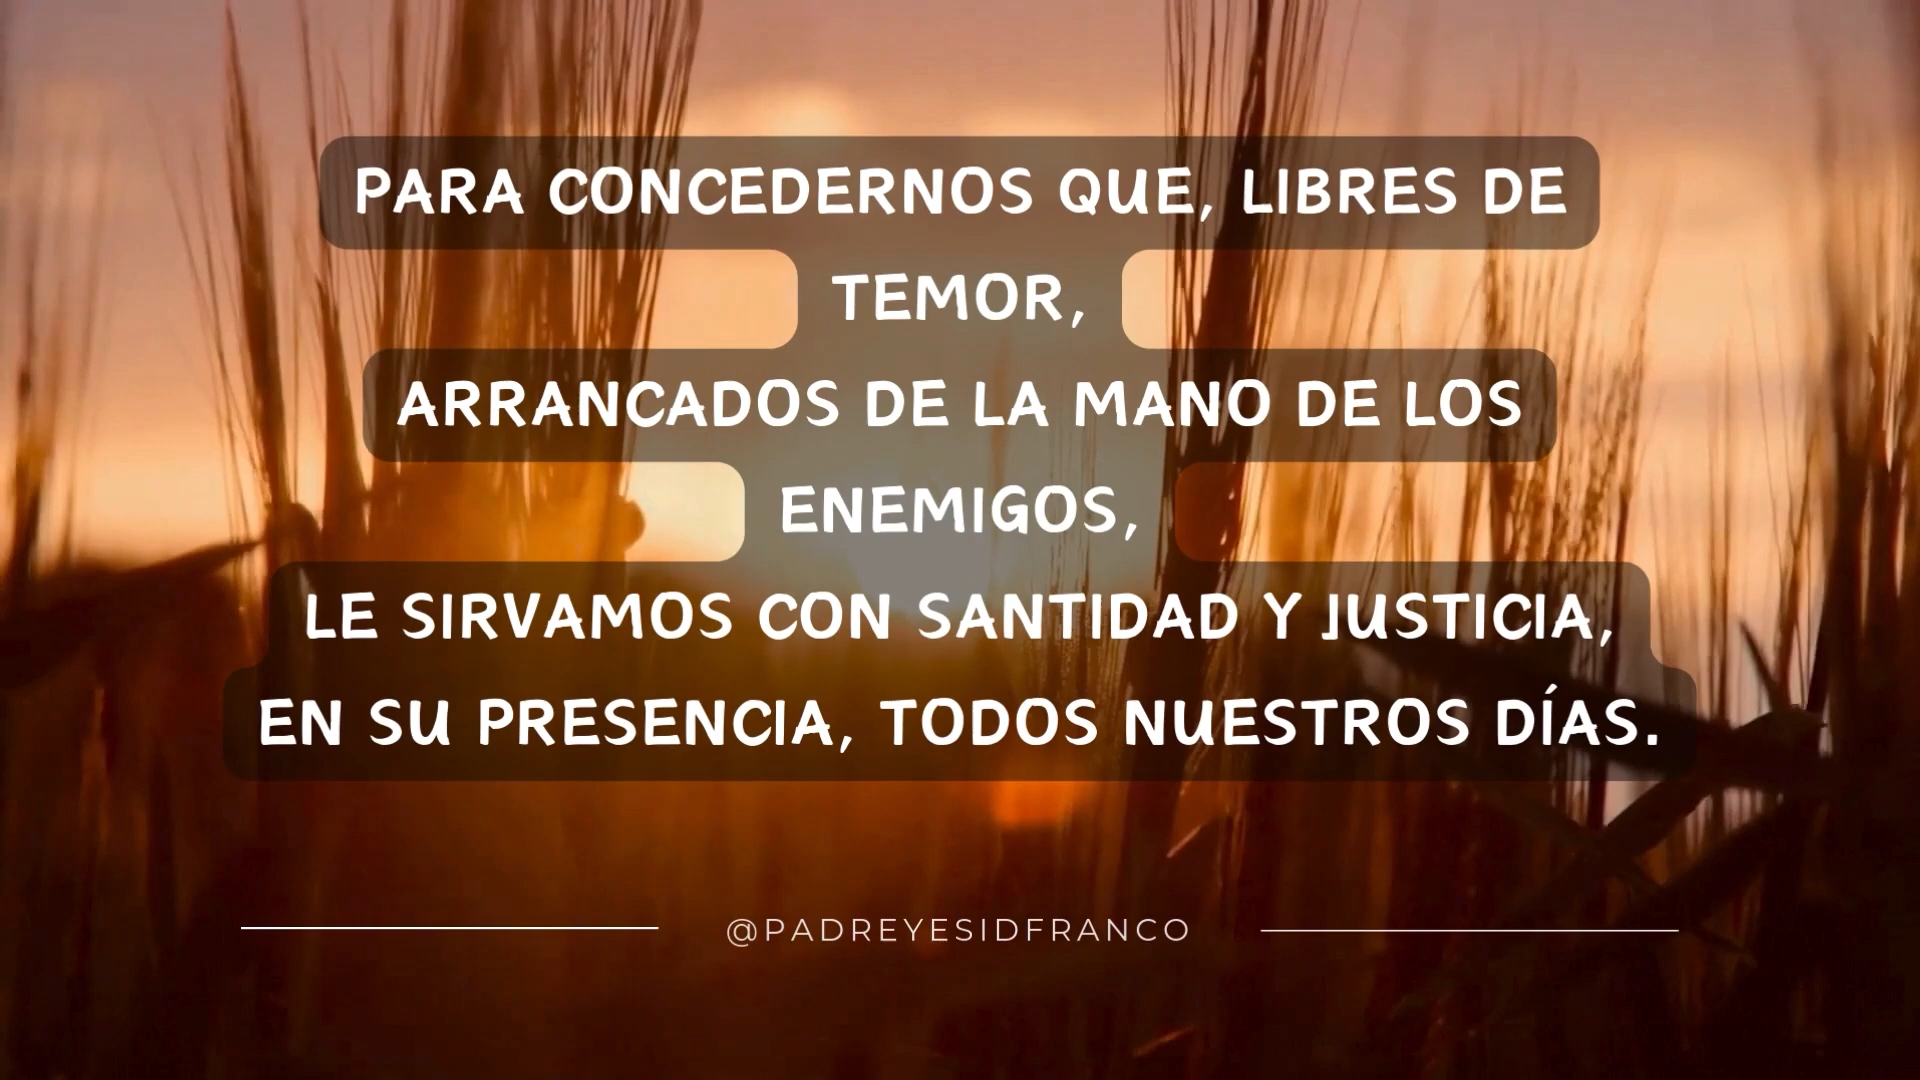 PARA CONCEDERNOS QUE, LIBRES DE
TEMOR,
ARRANCADOS DE LA MANO DE LOS
ENEMIGOS,
LE SIRVAMOS CON SANTIDAD Y JUSTICIA,
EN SU PRESENCIA, TODOS NUESTROS DÍAS.
@PADREYESIDFRANCO